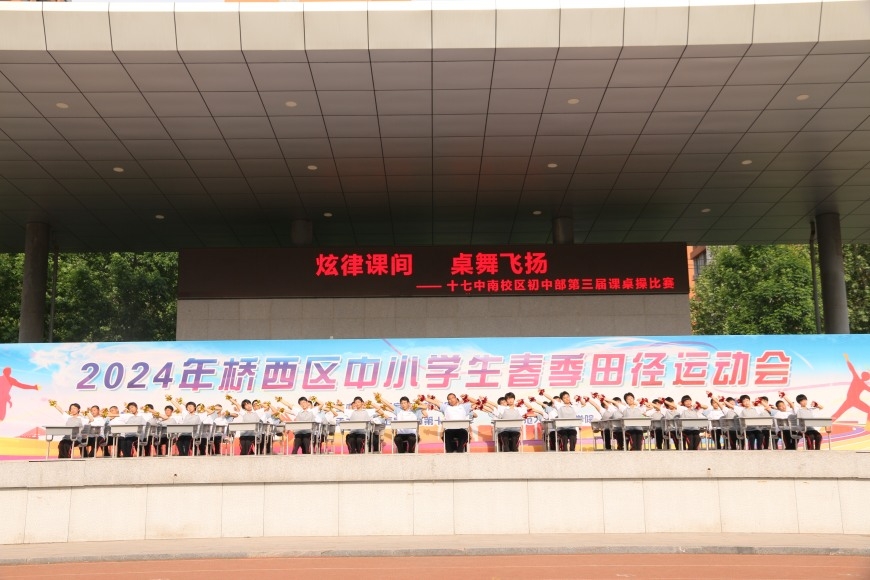 炫律课间 桌舞飞扬
—— 十七中南校区初中部第三届课桌操比赛
2024年桥西区中小学生春季田径运动会